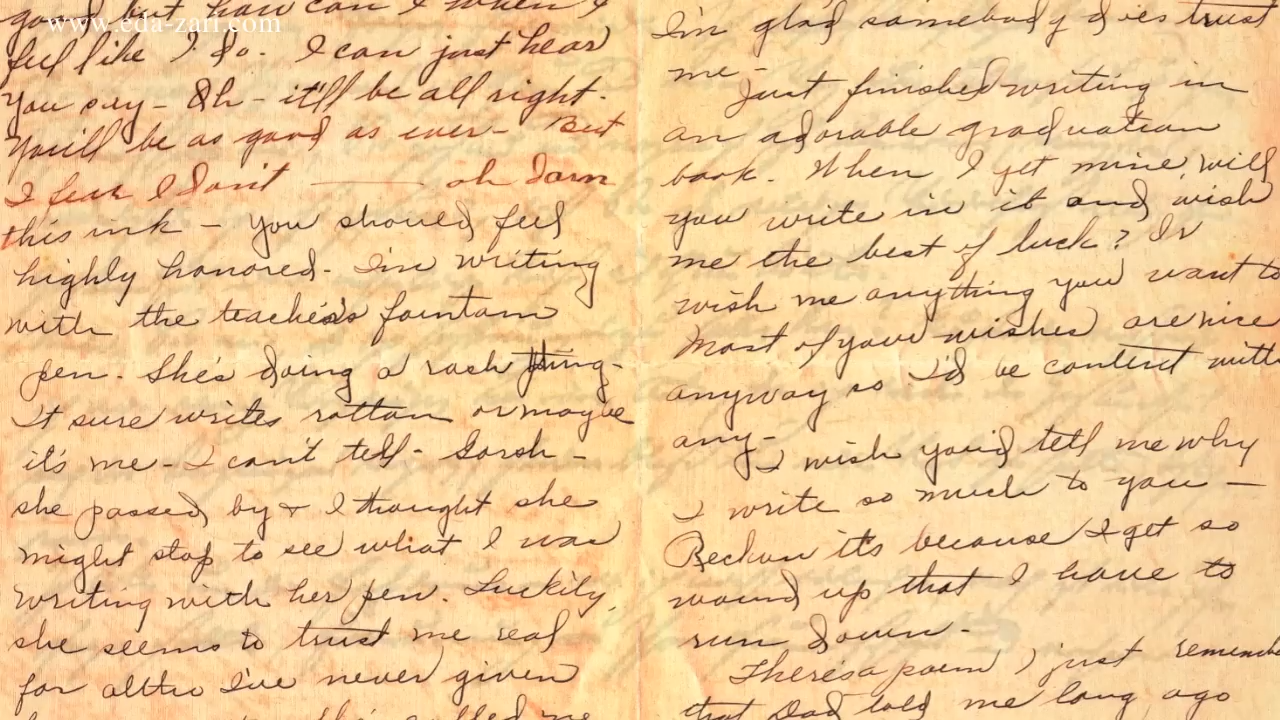 www.eda-zari.com
good but how can I when I
feel like I do. I can just hear
you say - Oh - it'll be all right.
You'll be as good as ever - But
I fear I don't —— oh darn
this ink - you should feel
highly honored - I'm writing
with the teacher's fountain
pen. She's doing a rash thing -
It sure writes rotten or maybe
it's me - I can't tell - Gorsh -
she passed by & I thought she
might stop to see what I was
writing with her pen. Luckily,
she seems to trust me real
for altho I've never given
she's called me
I'm glad somebody does trust
me -
Just finished writing in
an adorable graduation
book. When I get mine, will
you write in it and wish
me the best of luck? Or
wish me anything you want to
Most of your wishes are nice
anyway so I'd be content with
any -
I wish you'd tell me why
I write so much to you —
Reckon it's because I get so
wound up that I have to
run down -
There's a poem I just remembe
that Dad told me long ago